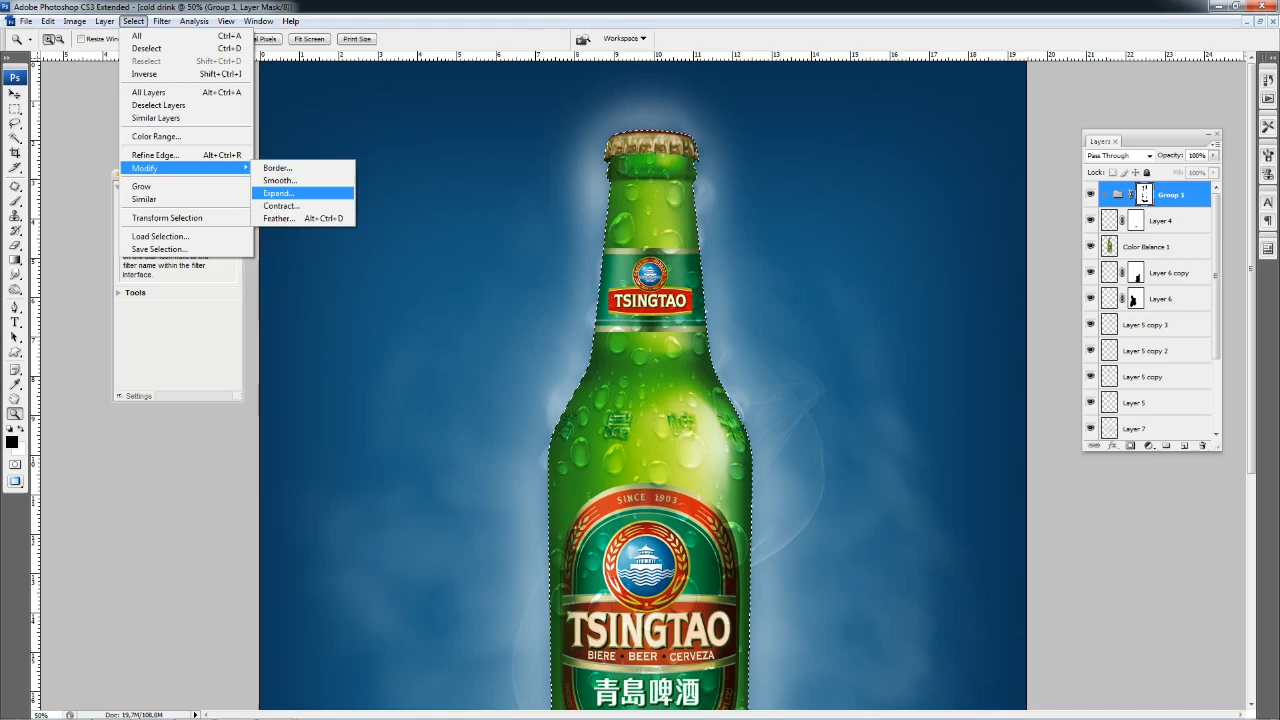 Adobe Photoshop CS3 Extended - [cold drink @ 50% (Group 1, Layer Mask/8)]
File Edit Image Layer Select Filter Analysis View Window Help
Resize Win
el Pixels Fit Screen Print Size Workspace
All Ctrl+A
Deselect Ctrl+D
Reselect Shift+Ctrl+D
Inverse Shift+Ctrl+I
All Layers Alt+Ctrl+A
Deselect Layers
Similar Layers
Color Range...
Refine Edge... Alt+Ctrl+R
Modify
Grow
Similar
Transform Selection
Load Selection...
Save Selection...
Border...
Smooth...
Expand...
Contract...
Feather... Alt+Ctrl+D
filter name within the filter
interface.
Tools
Settings
Ps
TSINGTAO
SINCE 1903
TSINGTAO
BIERE • BEER • CERVEZA
青島啤酒
Layers
Pass Through Opacity: 100%
Lock: Fill: 100%
Group 1
Layer 4
Color Balance 1
Layer 6 copy
Layer 6
Layer 5 copy 3
Layer 5 copy 2
Layer 5 copy
Layer 5
Layer 7
50% Doc: 19,7M/108,8M